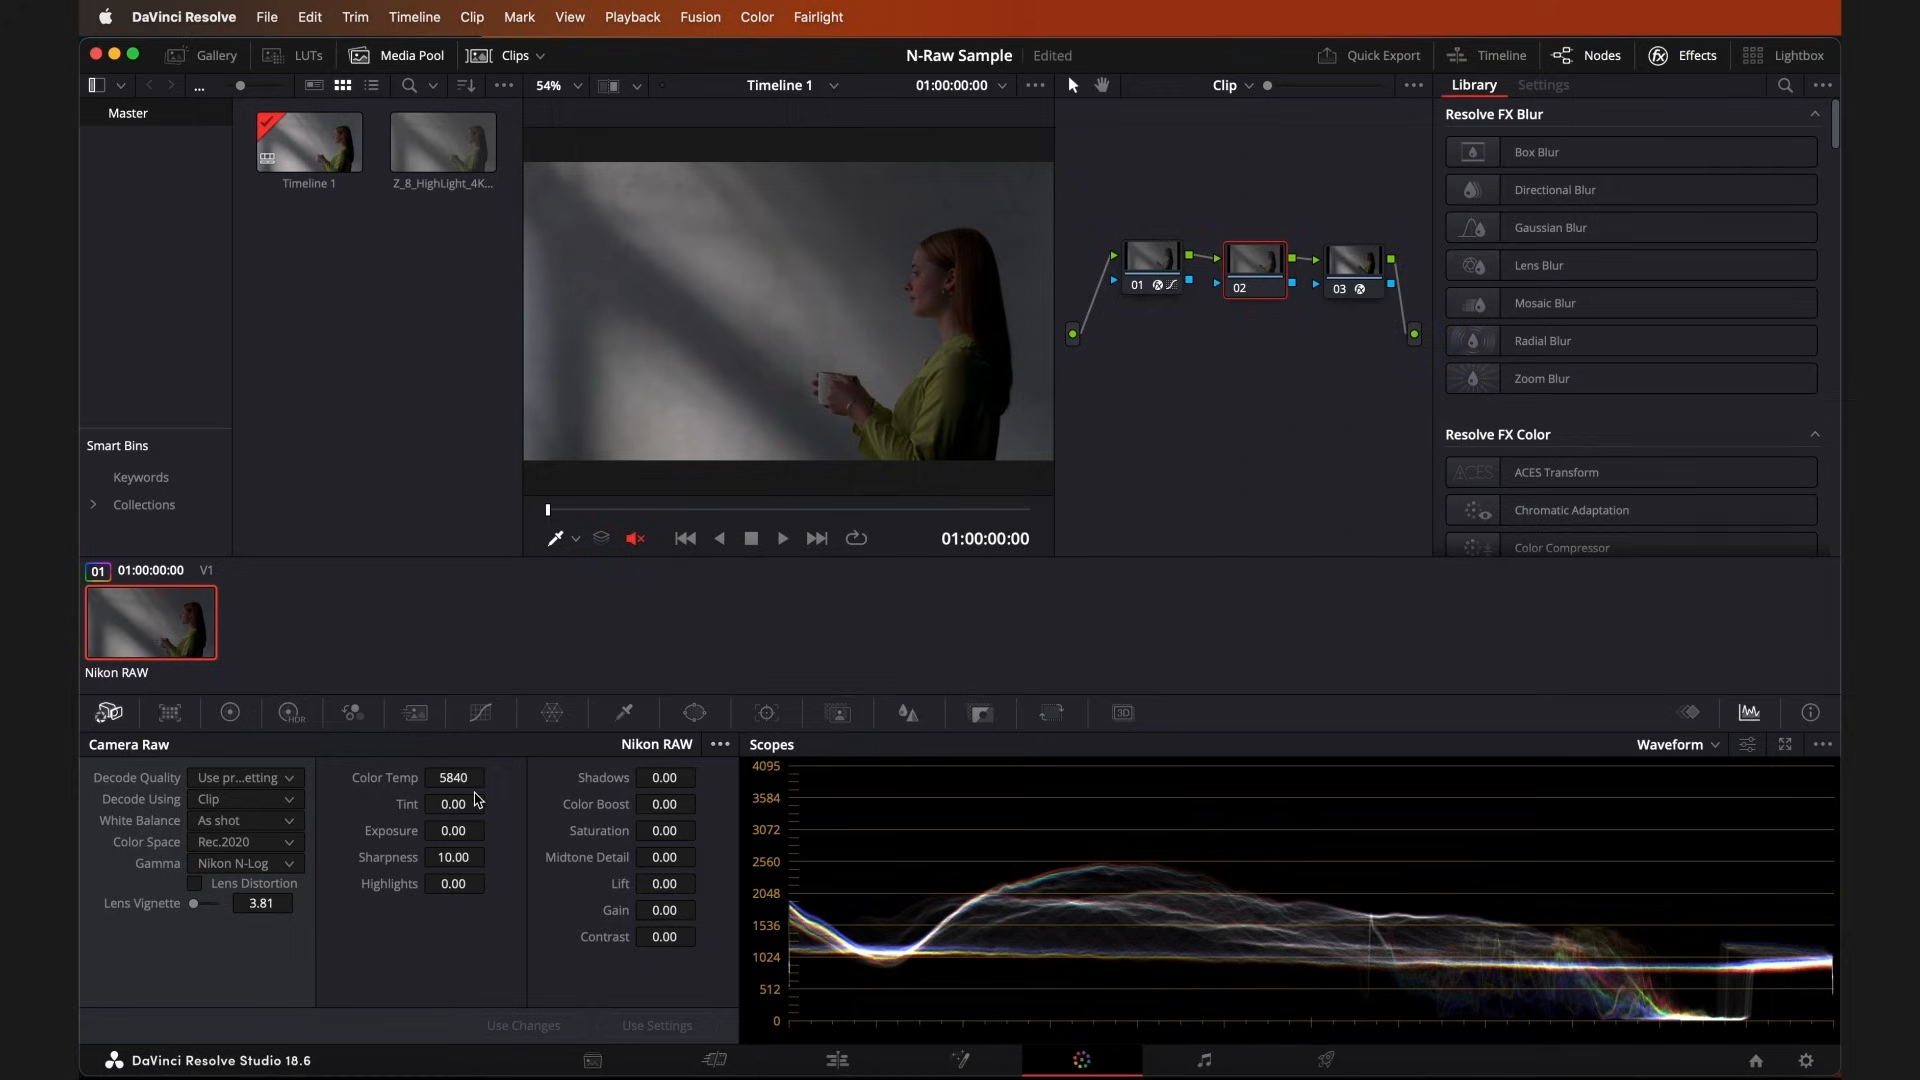 DaVinci Resolve File Edit Trim Timeline Clip Mark View Playback Fusion Color Fairlight
Gallery LUTs Media Pool Clips N-Raw Sample Edited Quick Export Timeline Nodes Effects Lightbox
... 54% Timeline 1 01:00:00:00 Clip Library Settings
Master
Timeline 1
Z_8_HighLight_4K...
Smart Bins
Keywords
Collections
01:00:00:00
01
02
03
Resolve FX Blur
Box Blur
Directional Blur
Gaussian Blur
Lens Blur
Mosaic Blur
Radial Blur
Zoom Blur
Resolve FX Color
ACES
ACES Transform
Chromatic Adaptation
Color Compressor
01 01:00:00:00 V1
Nikon RAW
HDR
3D
Camera Raw Nikon RAW
Decode Quality Use pr...etting
Decode Using Clip
White Balance As shot
Color Space Rec.2020
Gamma Nikon N-Log
Lens Distortion
Lens Vignette 3.81
Color Temp 5840
Tint 0.00
Exposure 0.00
Sharpness 10.00
Highlights 0.00
Shadows 0.00
Color Boost 0.00
Saturation 0.00
Midtone Detail 0.00
Lift 0.00
Gain 0.00
Contrast 0.00
Use Changes Use Settings
Scopes Waveform
4095
3584
3072
2560
2048
1536
1024
512
0
DaVinci Resolve Studio 18.6